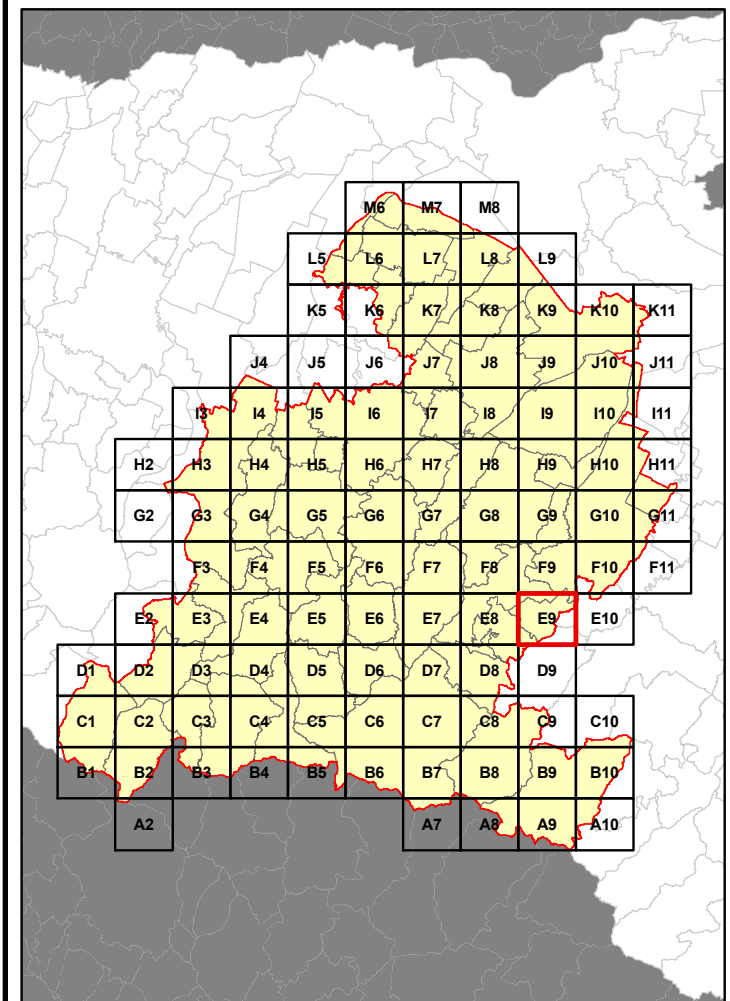 M6 M7 M8
L5 L6 L7 L8 L9
K5 K6 K7 K8 K9 K10 K11
J4 J5 J6 J7 J8 J9 J10 J11
I3 I4 I5 I6 I7 I8 I9 I10 I11
H2 H3 H4 H5 H6 H7 H8 H9 H10 H11
G2 G3 G4 G5 G6 G7 G8 G9 G10 G11
F3 F4 F5 F6 F7 F8 F9 F10 F11
E2 E3 E4 E5 E6 E7 E8 E9 E10
D1 D2 D3 D4 D5 D6 D7 D8 D9
C1 C2 C3 C4 C5 C6 C7 C8 C9 C10
B1 B2 B3 B4 B5 B6 B7 B8 B9 B10
A2 A7 A8 A9 A10